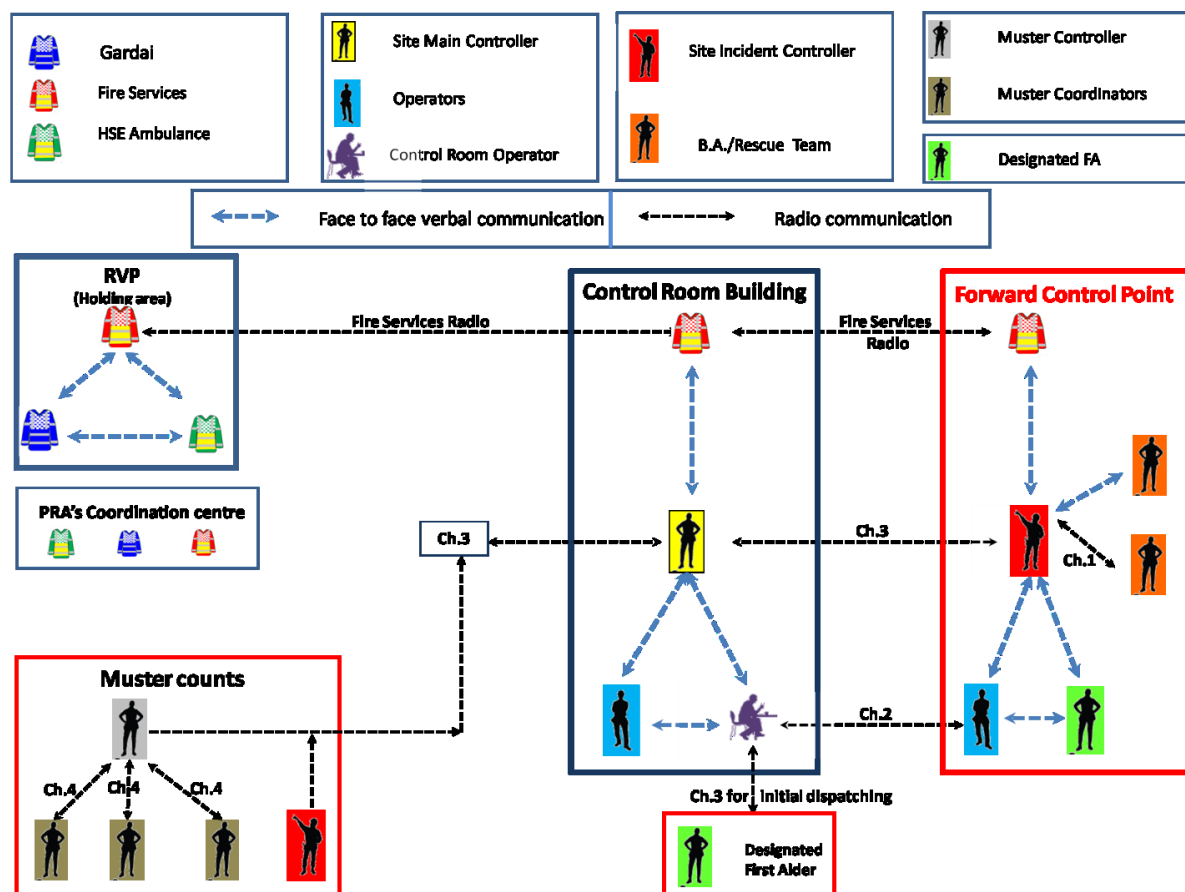 Gardai
Fire Services
HSE Ambulance
Site Main Controller
Operators
Control Room Operator
Site Incident Controller
B.A./Rescue Team
Muster Controller
Muster Coordinators
Designated FA
Face to face verbal communication
Radio communication
RVP
(Holding area)
Control Room Building
Forward Control Point
Fire Services Radio
Fire Services
Radio
PRA's Coordination centre
Ch.3
Ch.3
Ch.1
Muster counts
Ch.4
Ch.4
Ch.4
Ch.2
Ch.3 for initial dispatching
Designated
First Aider